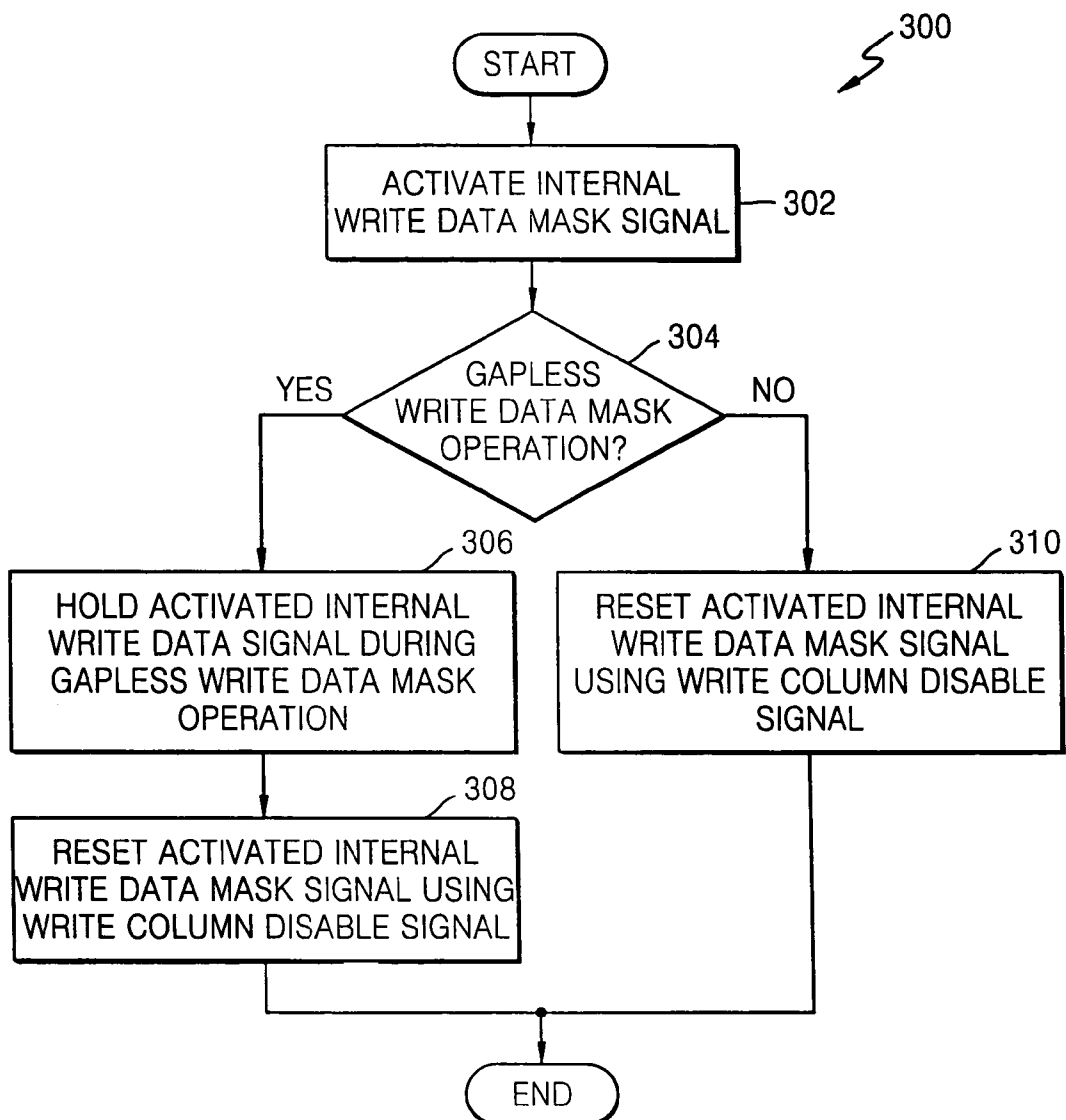 300
START
ACTIVATE INTERNAL
WRITE DATA MASK SIGNAL
302
304
GAPLESS
WRITE DATA MASK
OPERATION?
YES
NO
306
HOLD ACTIVATED INTERNAL
WRITE DATA SIGNAL DURING
GAPLESS WRITE DATA MASK
OPERATION
310
RESET ACTIVATED INTERNAL
WRITE DATA MASK SIGNAL
USING WRITE COLUMN DISABLE
SIGNAL
308
RESET ACTIVATED INTERNAL
WRITE DATA MASK SIGNAL USING
WRITE COLUMN DISABLE SIGNAL
END